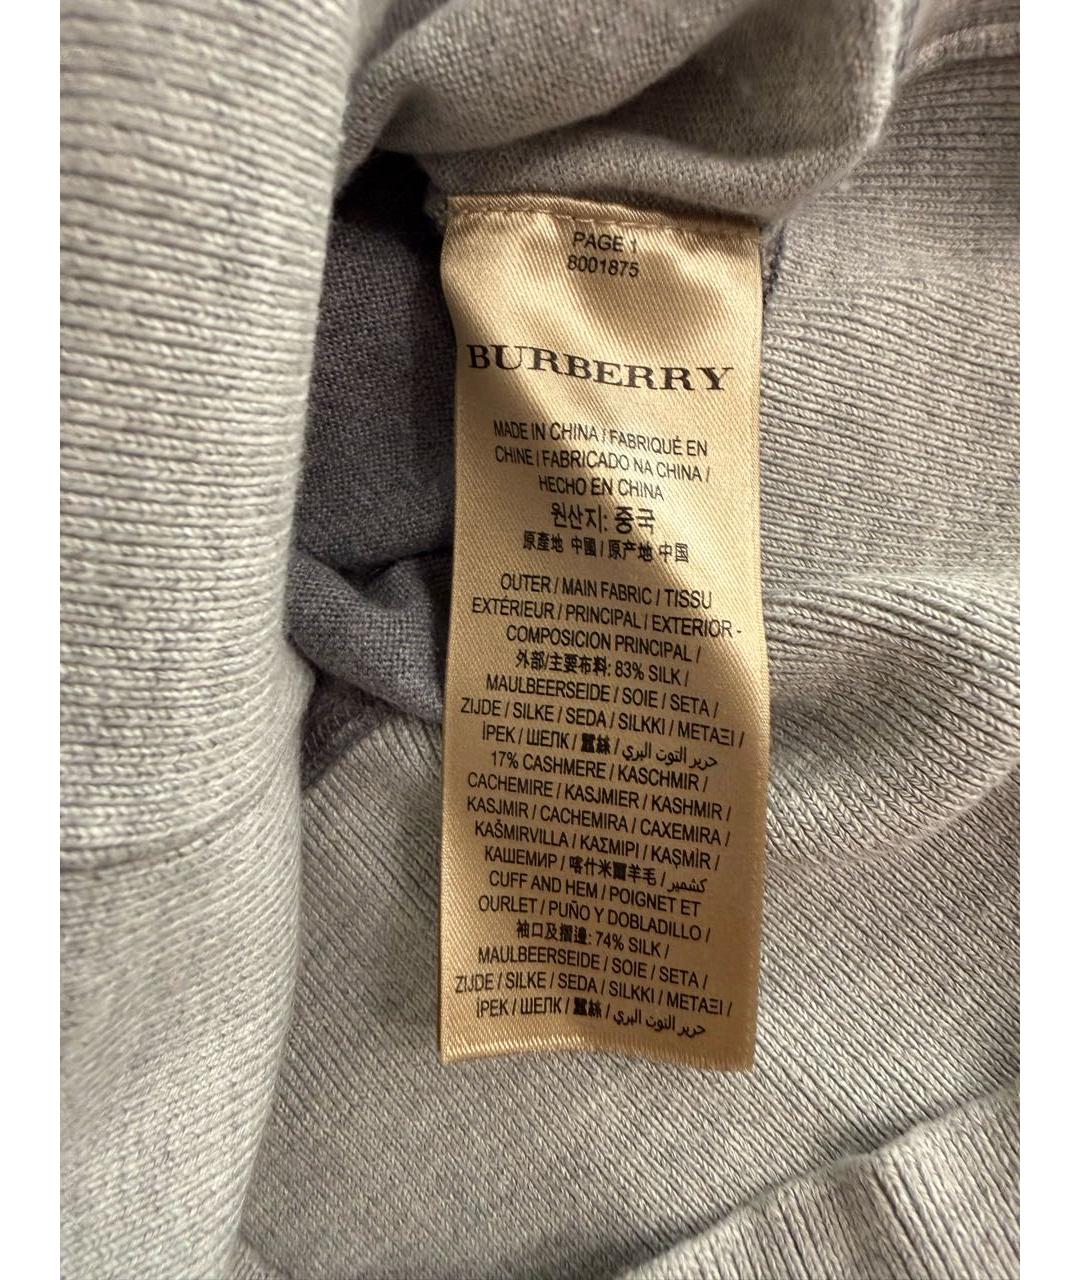 PAGE 1
8001875
BURBERRY
MADE IN CHINA / FABRIQUÉ EN
CHINE / FABRICADO NA CHINA /
HECHO EN CHINA
원산지: 중국
原產地 中國 / 原产地 中国
OUTER / MAIN FABRIC / TISSU
EXTÉRIEUR / PRINCIPAL / EXTERIOR -
COMPOSICION PRINCIPAL /
外部/主要布料: 83% SILK /
MAULBEERSEIDE / SOIE / SETA /
ZIJDE / SILKE / SEDA / SILKKI / ΜΕΤΑΞΙ /
İPEK / ШЕЛК / 蠶絲 / حرير التوت البري
17% CASHMERE / KASCHMIR /
CACHEMIRE / KASJMIER / KASHMIR /
KASJMIR / CACHEMIRA / CAXEMIRA /
KAŠMIRVILLA / ΚΑΣΜΙΡΙ / KAŞMİR /
КАШЕМИР / 喀什米爾羊毛 / كشمير
CUFF AND HEM / POIGNET ET
OURLET / PUÑO Y DOBLADILLO /
袖口及摺邊: 74% SILK /
MAULBEERSEIDE / SOIE / SETA /
ZIJDE / SILKE / SEDA / SILKKI / ΜΕΤΑΞΙ /
İPEK / ШЕЛК / 蠶絲 / حرير التوت البري